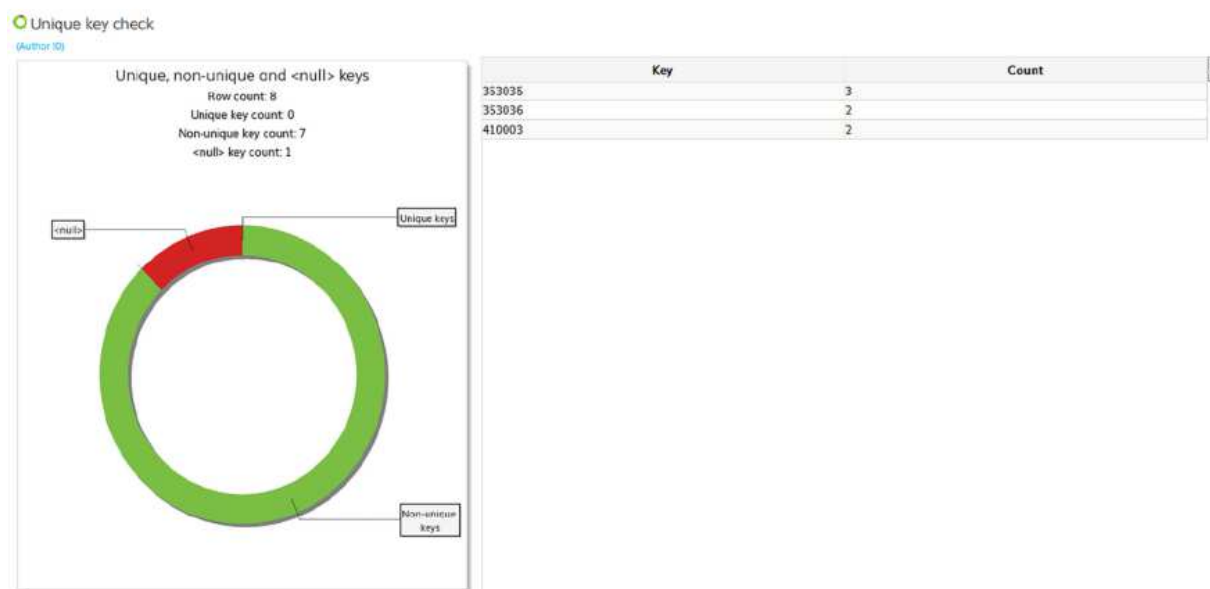 Unique key check
(Author ID)
Unique, non-unique and <null> keys
Row count: 8
Unique key count: 0
Non-unique key count: 7
<null> key count: 1
<null>
Unique keys
Non-unique
keys
Key Count
353035 3
353036 2
410003 2